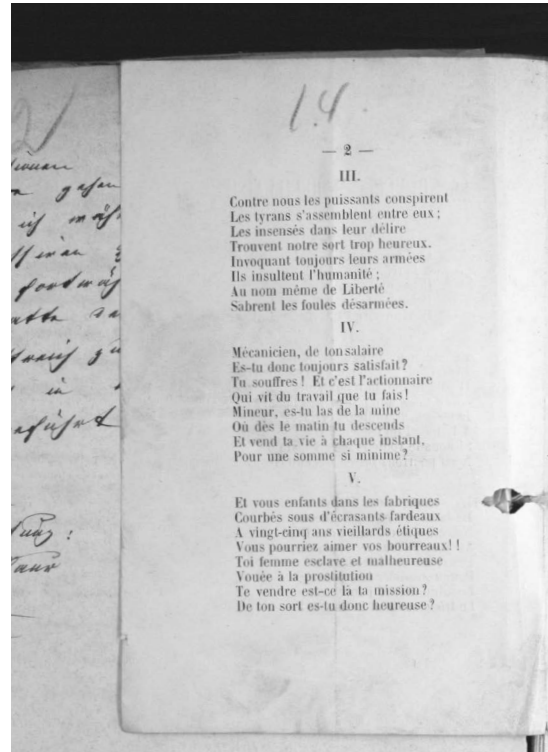 14.
— 2 —
III.
Contre nous les puissants conspirent
Les tyrans s'assemblent entre eux ;
Les insensés dans leur délire
Trouvent notre sort trop heureux.
Invoquant toujours leurs armées
Ils insultent l'humanité ;
Au nom même de Liberté
Sabrent les foules désarmées.
IV.
Mécanicien, de ton salaire
Es-tu donc toujours satisfait ?
Tu souffres ! Et c'est l'actionnaire
Qui vit du travail que tu fais !
Mineur, es-tu las de la mine
Où dès le matin tu descends
Et vend ta vie à chaque instant.
Pour une somme si minime ?
V.
Et vous enfants dans les fabriques
Courbés sous d'écrasants fardeaux
A vingt-cinq ans vieillards étiques
Vous pourriez aimer vos bourreaux ! !
Toi femme esclave et malheureuse
Vouée à la prostitution
Te vendre est-ce là ta mission ?
De ton sort es-tu donc heureuse ?